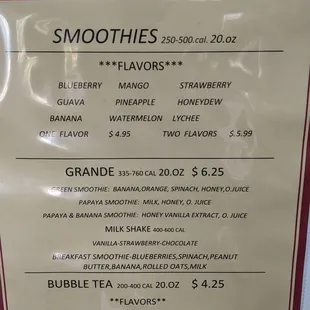 SMOOTHIES 250-500.cal. 20.oz
***FLAVORS***
BLUEBERRY MANGO STRAWBERRY
GUAVA PINEAPPLE HONEYDEW
BANANA WATERMELON LYCHEE
ONE FLAVOR $ 4.95 TWO FLAVORS $.5.99
GRANDE 335-760 CAL 20.OZ $ 6.25
GREEN SMOOTHIE: BANANA,ORANGE, SPINACH, HONEY,O.JUICE
PAPAYA SMOOTHIE: MILK, HONEY, O. JUICE
PAPAYA & BANANA SMOOTHIE: HONEY VANILLA EXTRACT, O. JUICE
MILK SHAKE 400-600 CAL
VANILLA-STRAWBERRY-CHOCOLATE
BREAKFAST SMOOTHIE-BLUEBERRIES,SPINACH,PEANUT
BUTTER,BANANA,ROLLED OATS,MILK
BUBBLE TEA 200-400 CAL 20.OZ $ 4.25
**FLAVORS**